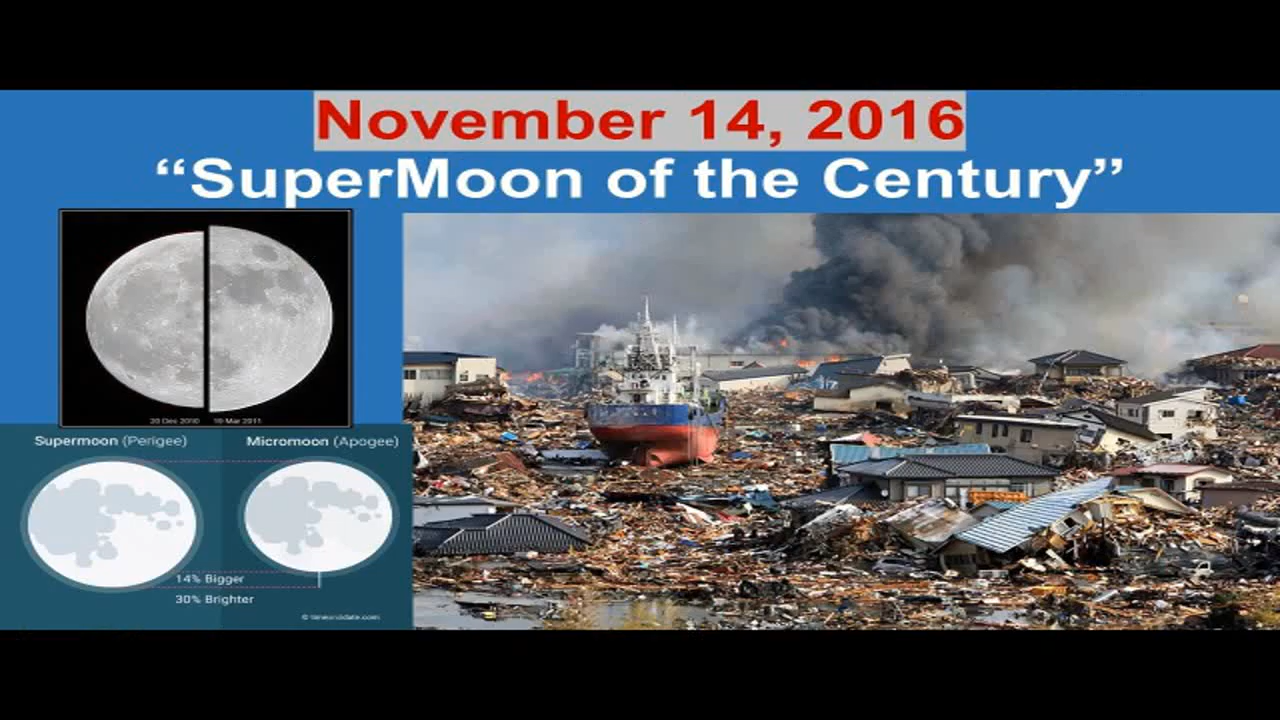 November 14, 2016
“SuperMoon of the Century”
20 Dec 2010 19 Mar 2011
Supermoon (Perigee) Micromoon (Apogee)
14% Bigger
30% Brighter
© timeanddate.com